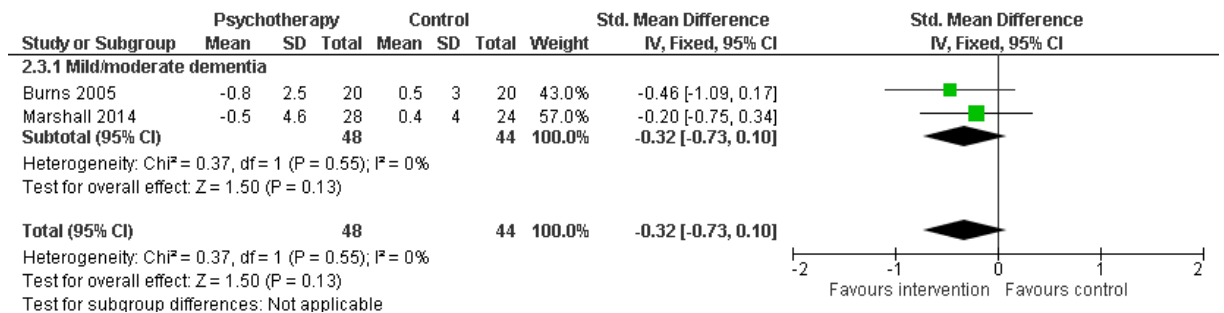 Psychotherapy Control Std. Mean Difference Std. Mean Difference
Study or Subgroup Mean SD Total Mean SD Total Weight IV, Fixed, 95% CI IV, Fixed, 95% CI
2.3.1 Mild/moderate dementia
Burns 2005 -0.8 2.5 20 0.5 3 20 43.0% -0.46 [-1.09, 0.17]
Marshall 2014 -0.5 4.6 28 0.4 4 24 57.0% -0.20 [-0.75, 0.34]
Subtotal (95% CI) 48 44 100.0% -0.32 [-0.73, 0.10]
Heterogeneity: Chi² = 0.37, df = 1 (P = 0.55); I² = 0%
Test for overall effect: Z = 1.50 (P = 0.13)
Total (95% CI) 48 44 100.0% -0.32 [-0.73, 0.10]
Heterogeneity: Chi² = 0.37, df = 1 (P = 0.55); I² = 0%
Test for overall effect: Z = 1.50 (P = 0.13)
Test for subgroup differences: Not applicable
-2 -1 0 1 2
Favours intervention Favours control